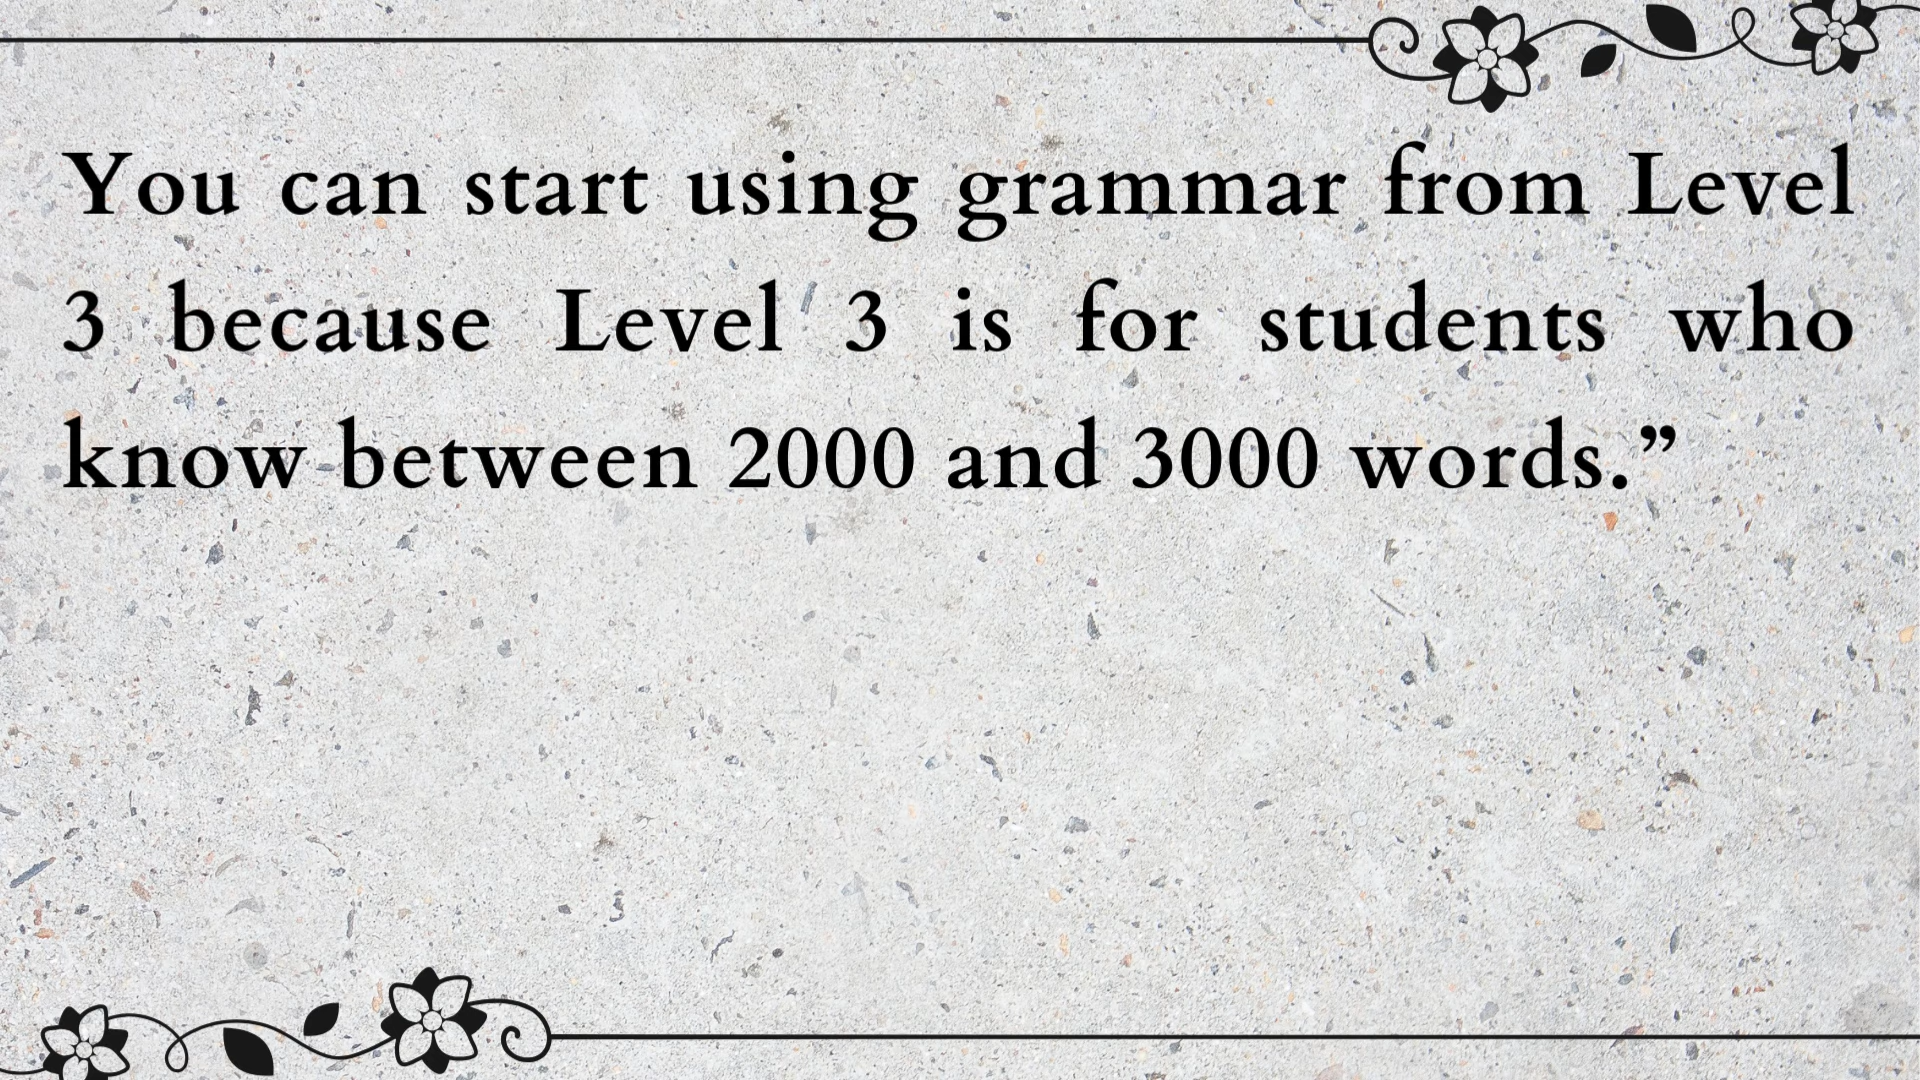 You can start using grammar from Level
3 because Level 3 is for students who
know between 2000 and 3000 words.”